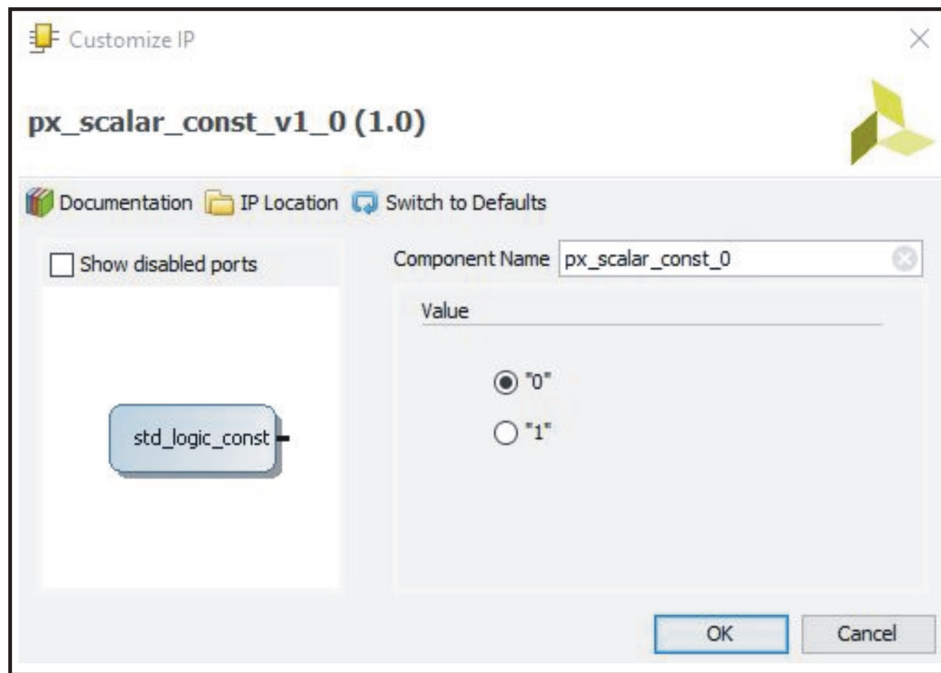 Customize IP
px_scalar_const_v1_0 (1.0)
Documentation IP Location Switch to Defaults
Show disabled ports
Component Name px_scalar_const_0
Value
"0"
"1"
std_logic_const
OK Cancel